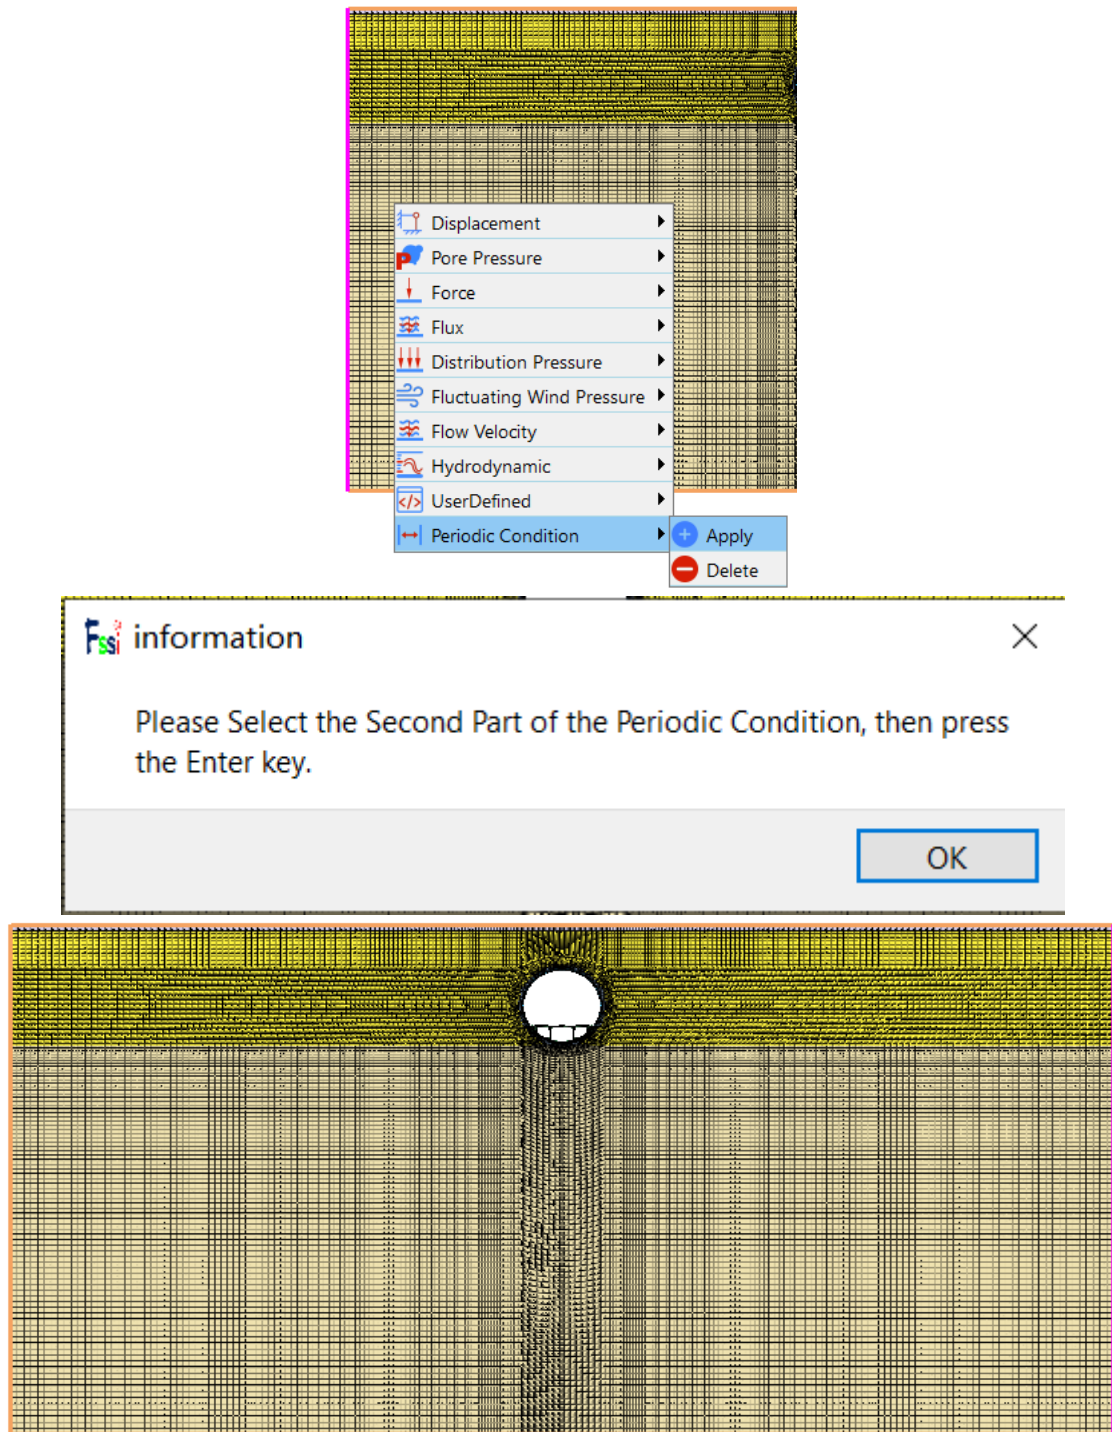 Displacement
Pore Pressure
Force
Flux
Distribution Pressure
Fluctuating Wind Pressure
Flow Velocity
Hydrodynamic
UserDefined
Periodic Condition
Apply
Delete
Fssi information
Please Select the Second Part of the Periodic Condition, then press
the Enter key.
OK